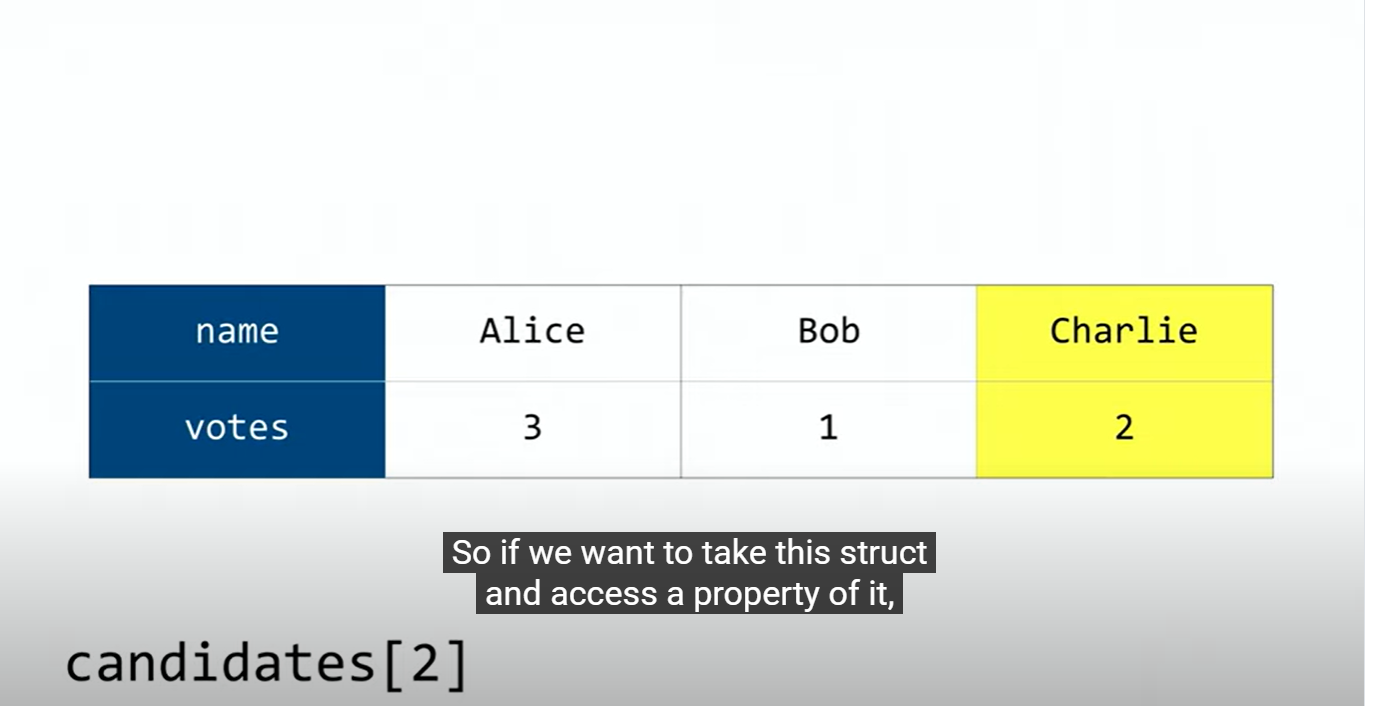 name Alice Bob Charlie
votes 3 1 2
So if we want to take this struct
and access a property of it,
candidates[2]